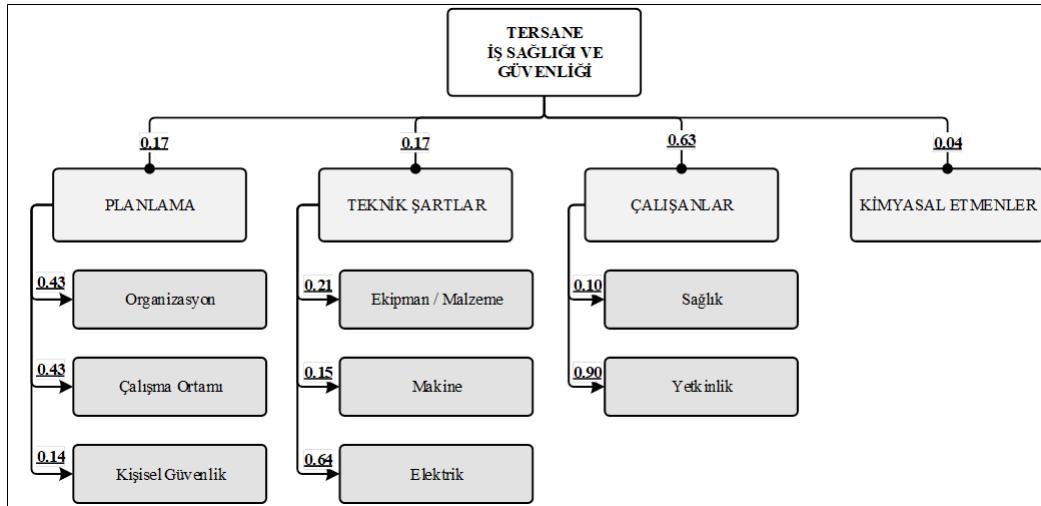 TERSANE
İŞ SAĞLIĞI VE
GÜVENLİĞİ
0.17
0.17
0.63
0.04
PLANLAMA
TEKNİK ŞARTLAR
ÇALIŞANLAR
KİMYASAL ETMENLER
0.43
Organizasyon
0.21
Ekipman / Malzeme
0.10
Sağlık
0.43
Çalışma Ortamı
0.15
Makine
0.90
Yetkinlik
0.14
Kişisel Güvenlik
0.64
Elektrik